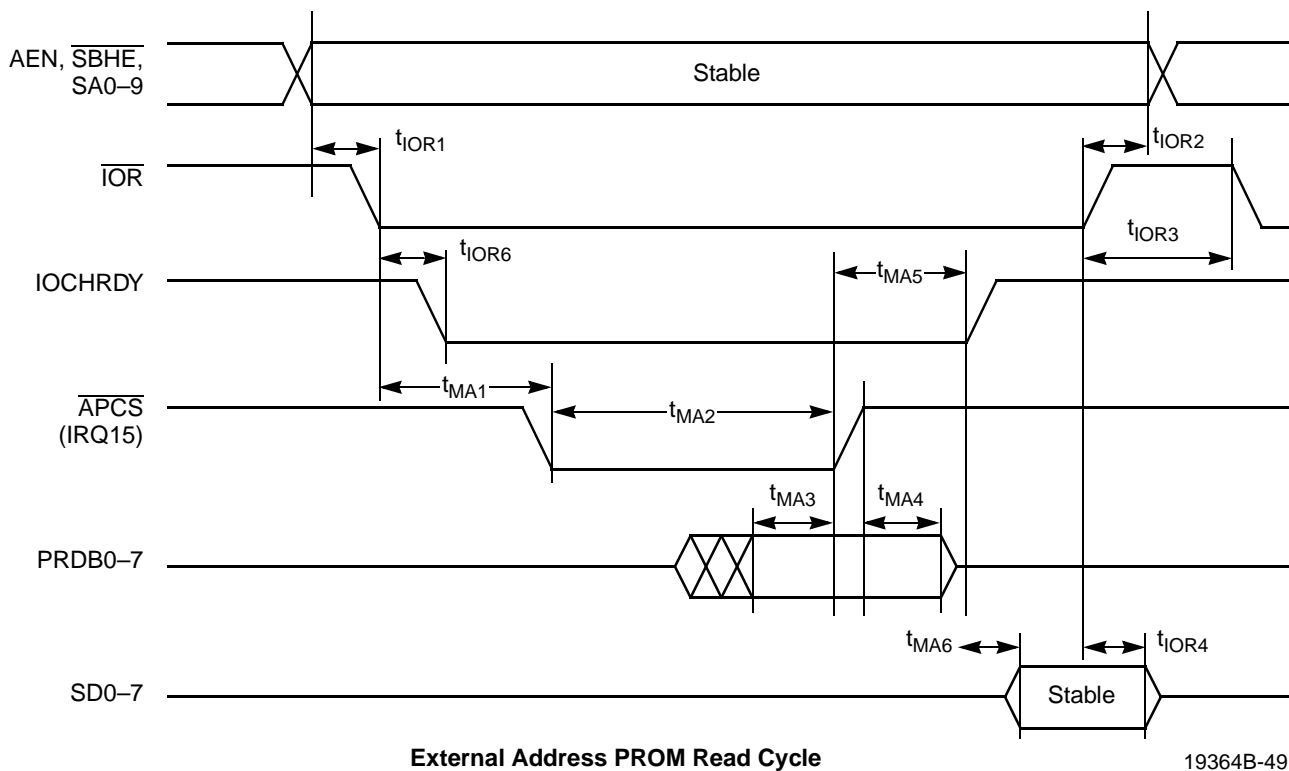 AEN, SBHE,
SA0–9
Stable
tIOR1
tIOR2
IOR
tIOR6
tIOR3
IOCHRDY
tMA5
tMA1
APCS
(IRQ15)
tMA2
tMA3
tMA4
PRDB0–7
tMA6
tIOR4
SD0–7
Stable
External Address PROM Read Cycle
19364B-49